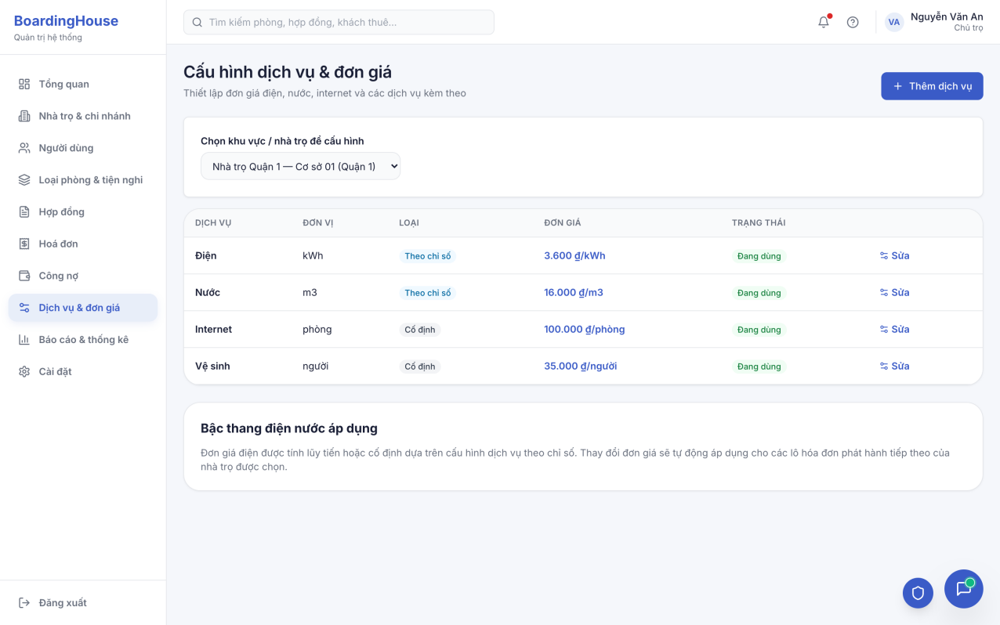 BoardingHouse
Quản trị hệ thống
Tìm kiếm phòng, hợp đồng, khách thuê...
VA
Nguyễn Văn An
Chủ trọ
Tổng quan
Nhà trọ & chi nhánh
Người dùng
Loại phòng & tiện nghi
Hợp đồng
Hoá đơn
Công nợ
Dịch vụ & đơn giá
Báo cáo & thống kê
Cài đặt
Đăng xuất
Cấu hình dịch vụ & đơn giá
Thiết lập đơn giá điện, nước, internet và các dịch vụ kèm theo
Thêm dịch vụ
Chọn khu vực / nhà trọ để cấu hình
Nhà trọ Quận 1 — Cơ sở 01 (Quận 1)
DỊCH VỤ ĐƠN VỊ LOẠI ĐƠN GIÁ TRẠNG THÁI
Điện kWh Theo chỉ số 3.600 ₫/kWh Đang dùng Sửa
Nước m3 Theo chỉ số 16.000 ₫/m3 Đang dùng Sửa
Internet phòng Cố định 100.000 ₫/phòng Đang dùng Sửa
Vệ sinh người Cố định 35.000 ₫/người Đang dùng Sửa
Bậc thang điện nước áp dụng
Đơn giá điện được tính lũy tiến hoặc cố định dựa trên cấu hình dịch vụ theo chỉ số. Thay đổi đơn giá sẽ tự động áp dụng cho các lô hóa đơn phát hành tiếp theo của
nhà trọ được chọn.